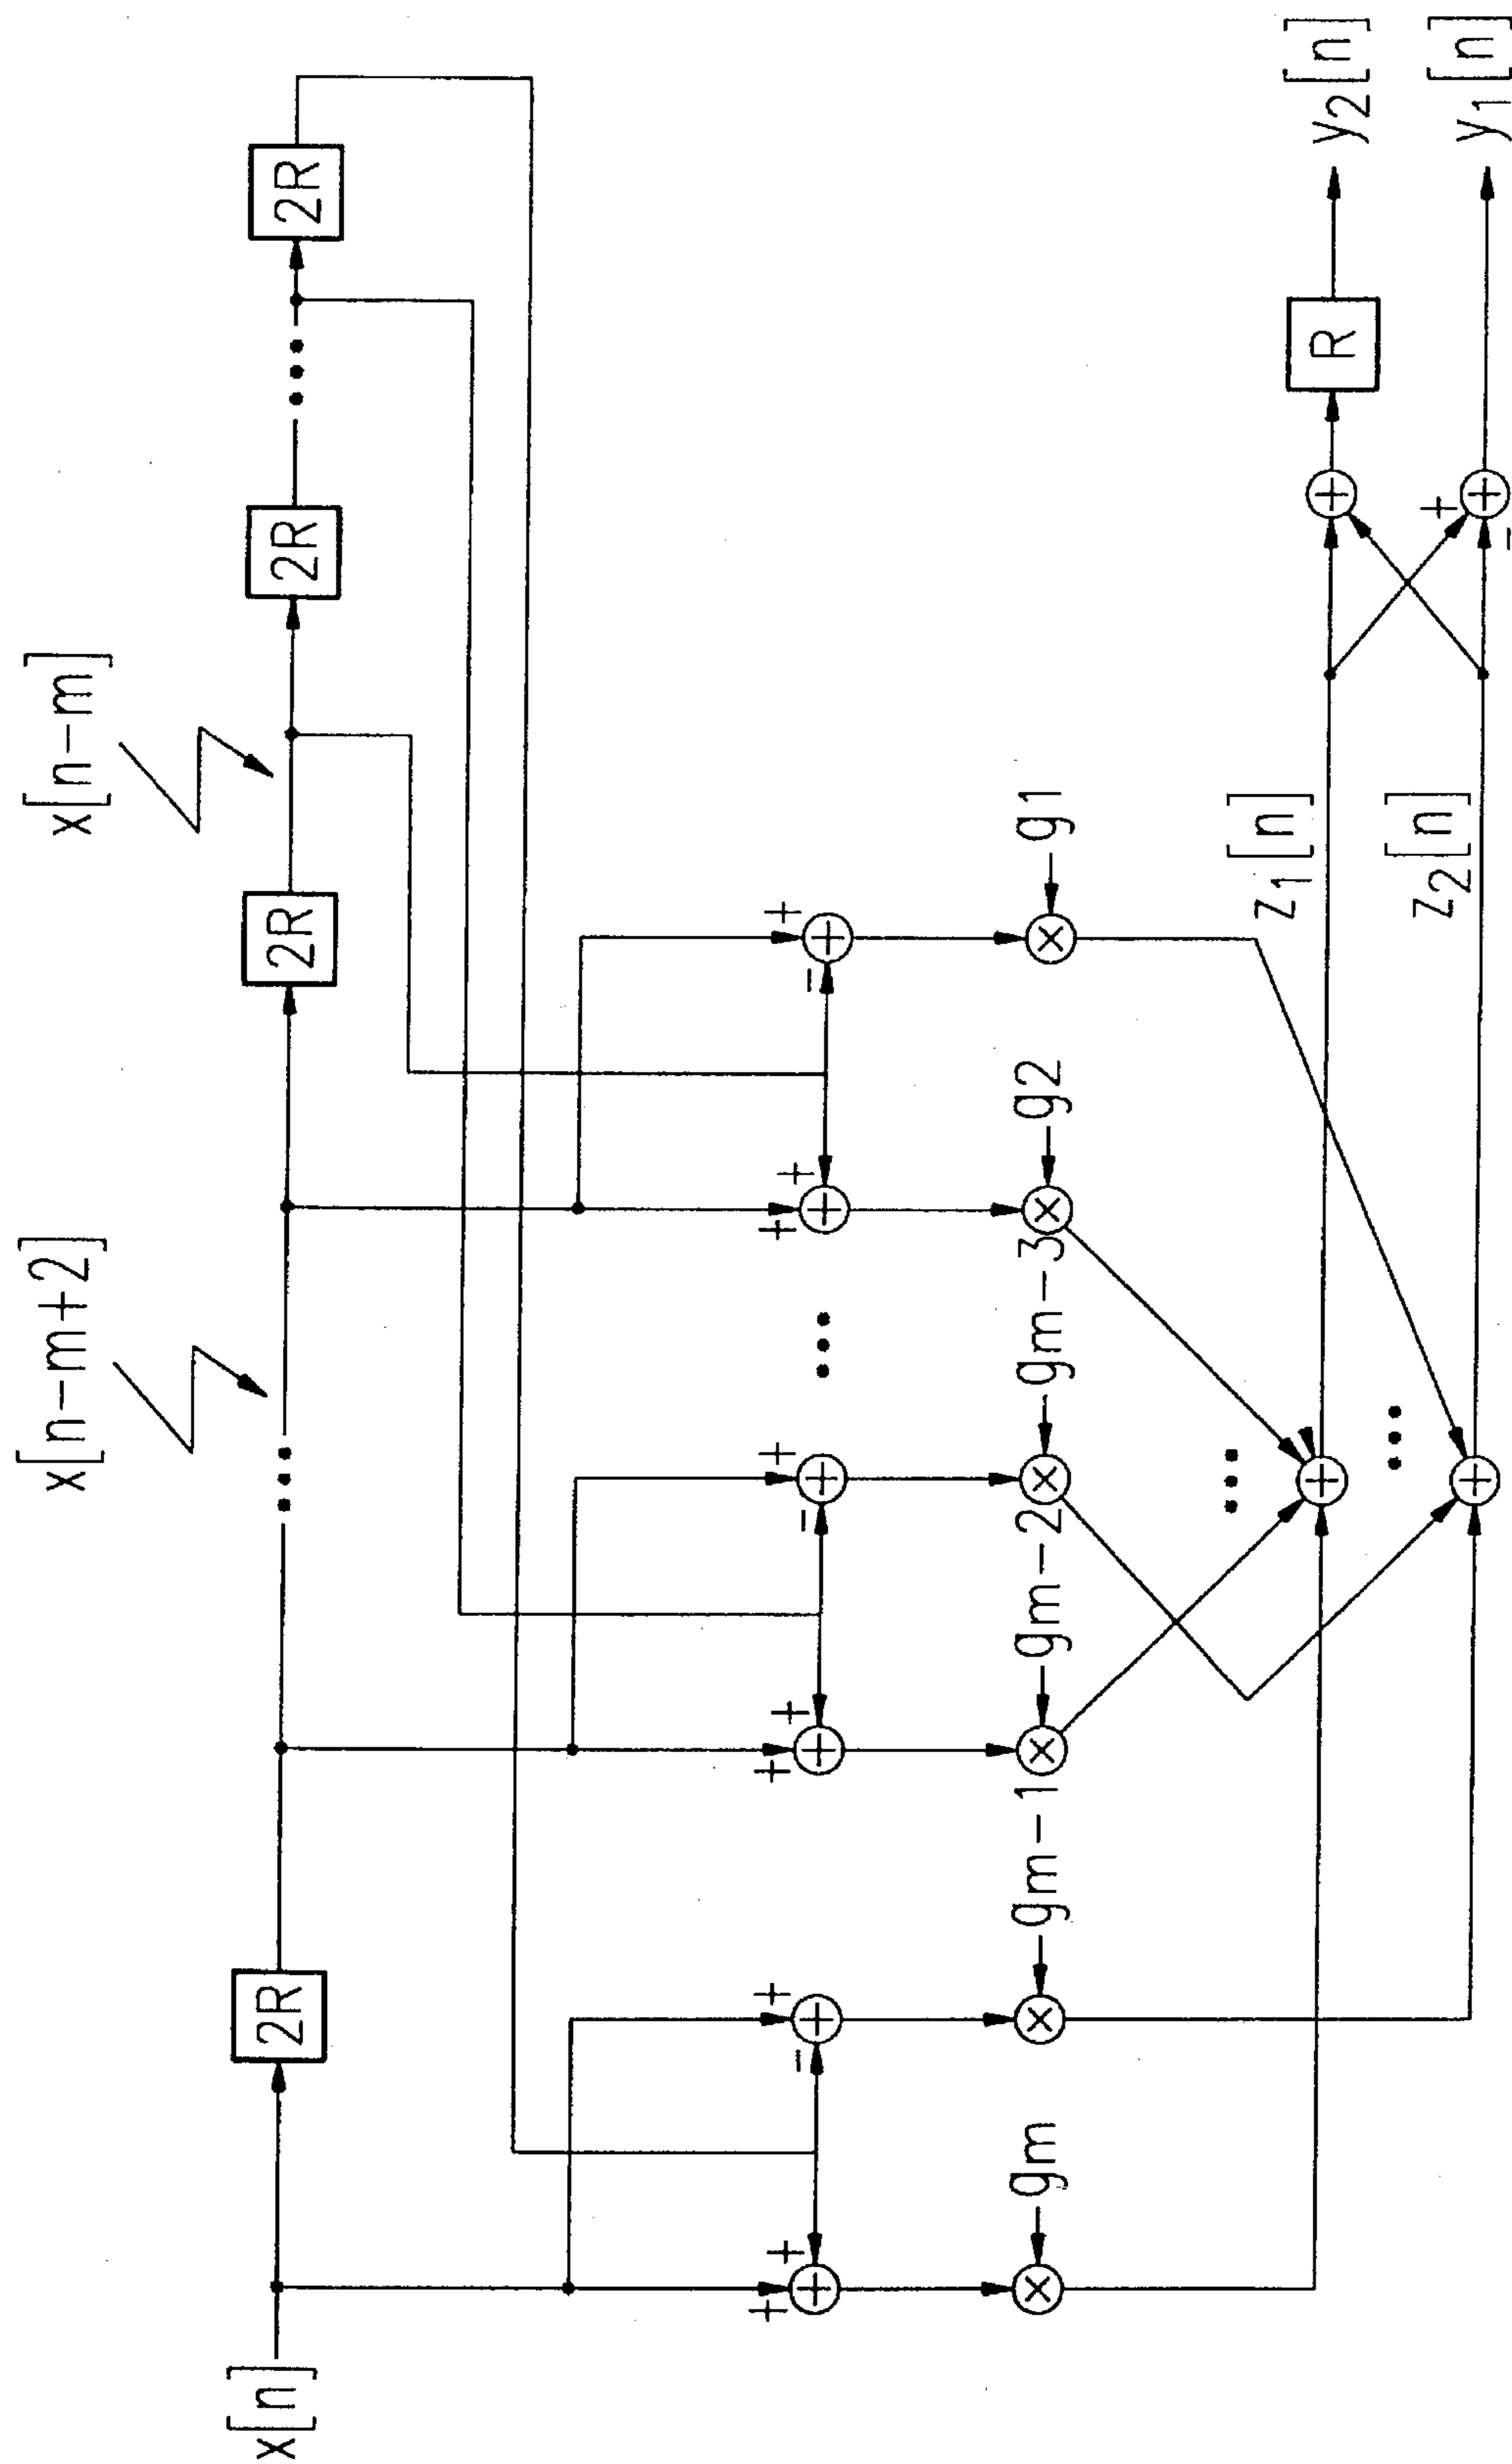 x[n]
x[n-m+2]
x[n-m]
2R
2R
2R
2R
+
+
-
+
+
+
-
+
+
+
-
+
gm
gm-1
gm-2
gm-3
g2
g1
z1[n]
z2[n]
+
-
R
y2[n]
y1[n]